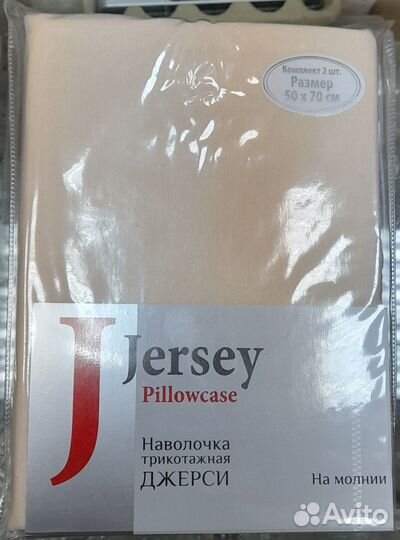 Комплект 2 шт.
Размер
50 x 70 см
J
Jersey
Pillowcase
Наволочка
трикотажная
ДЖЕРСИ
На молнии
Avito